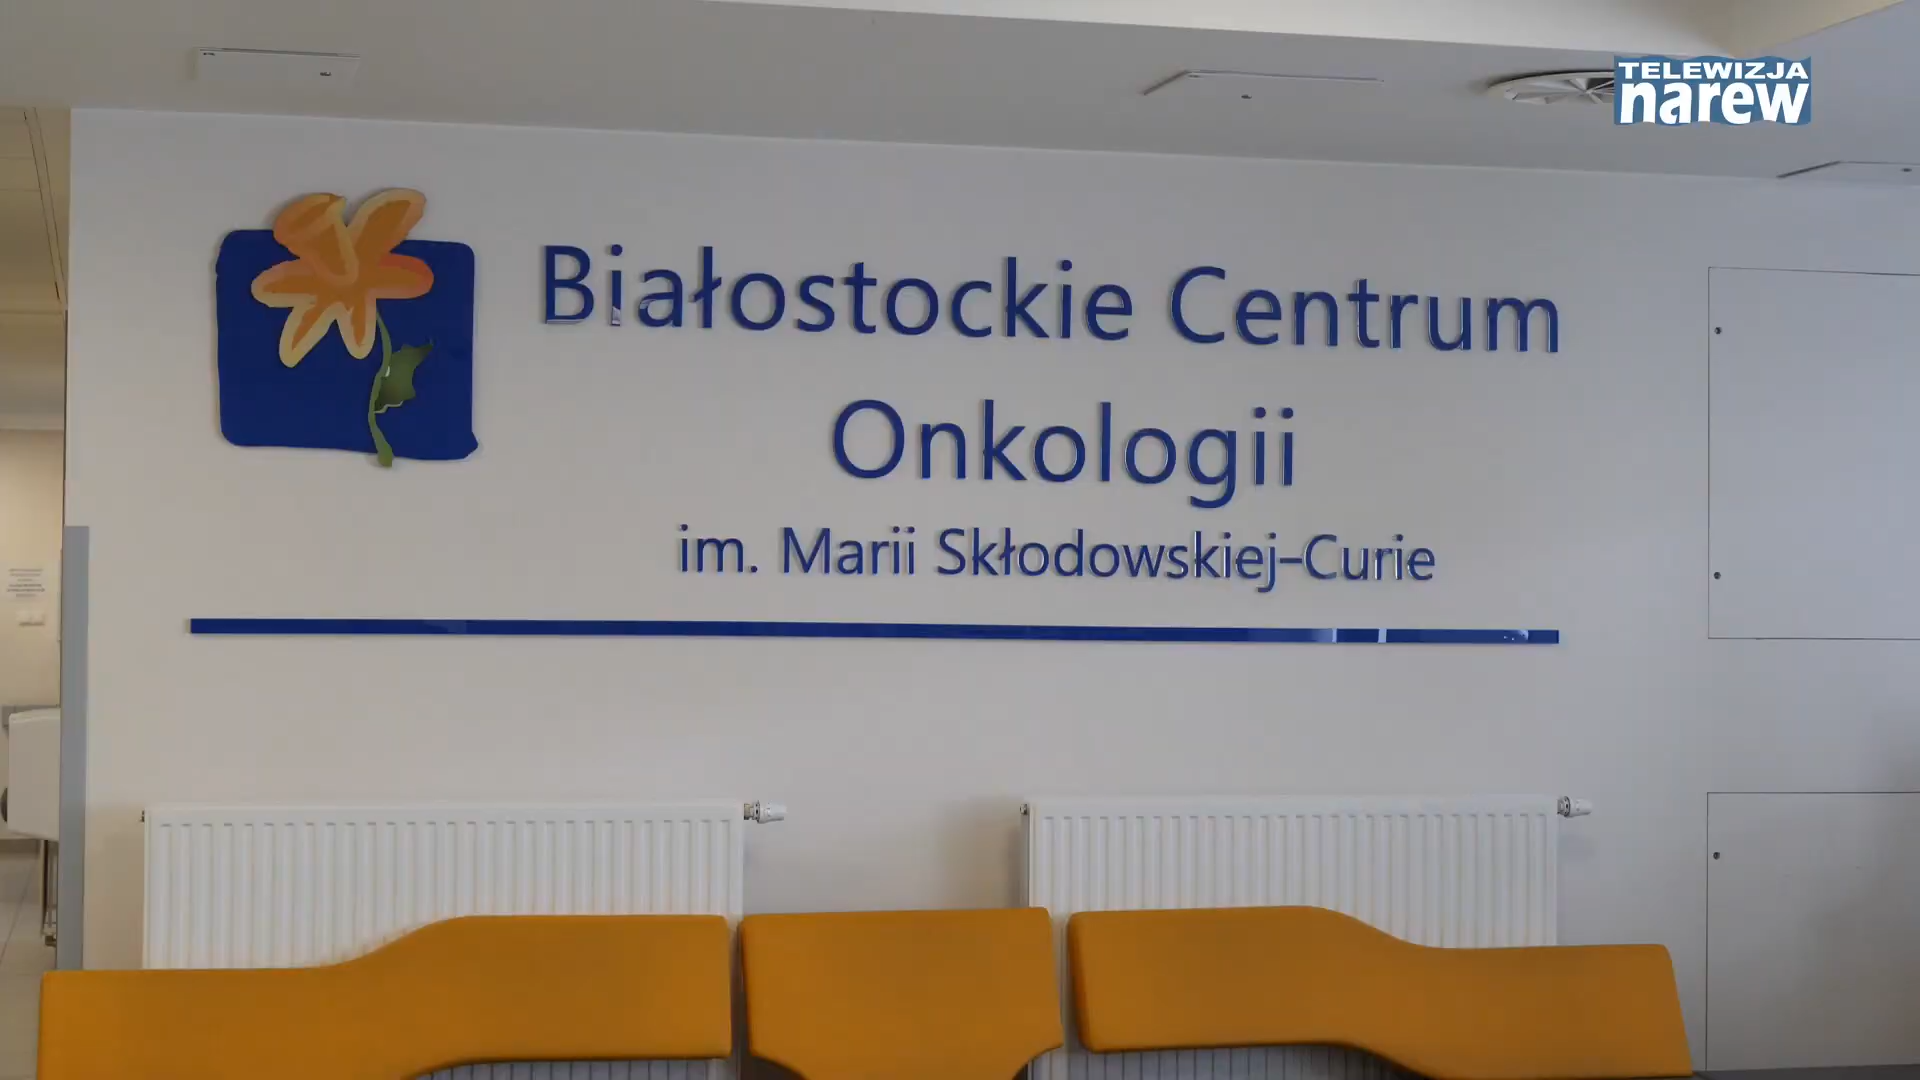 TELEWIZJA
narew
Białostockie Centrum
Onkologii
im. Marii Skłodowskiej-Curie